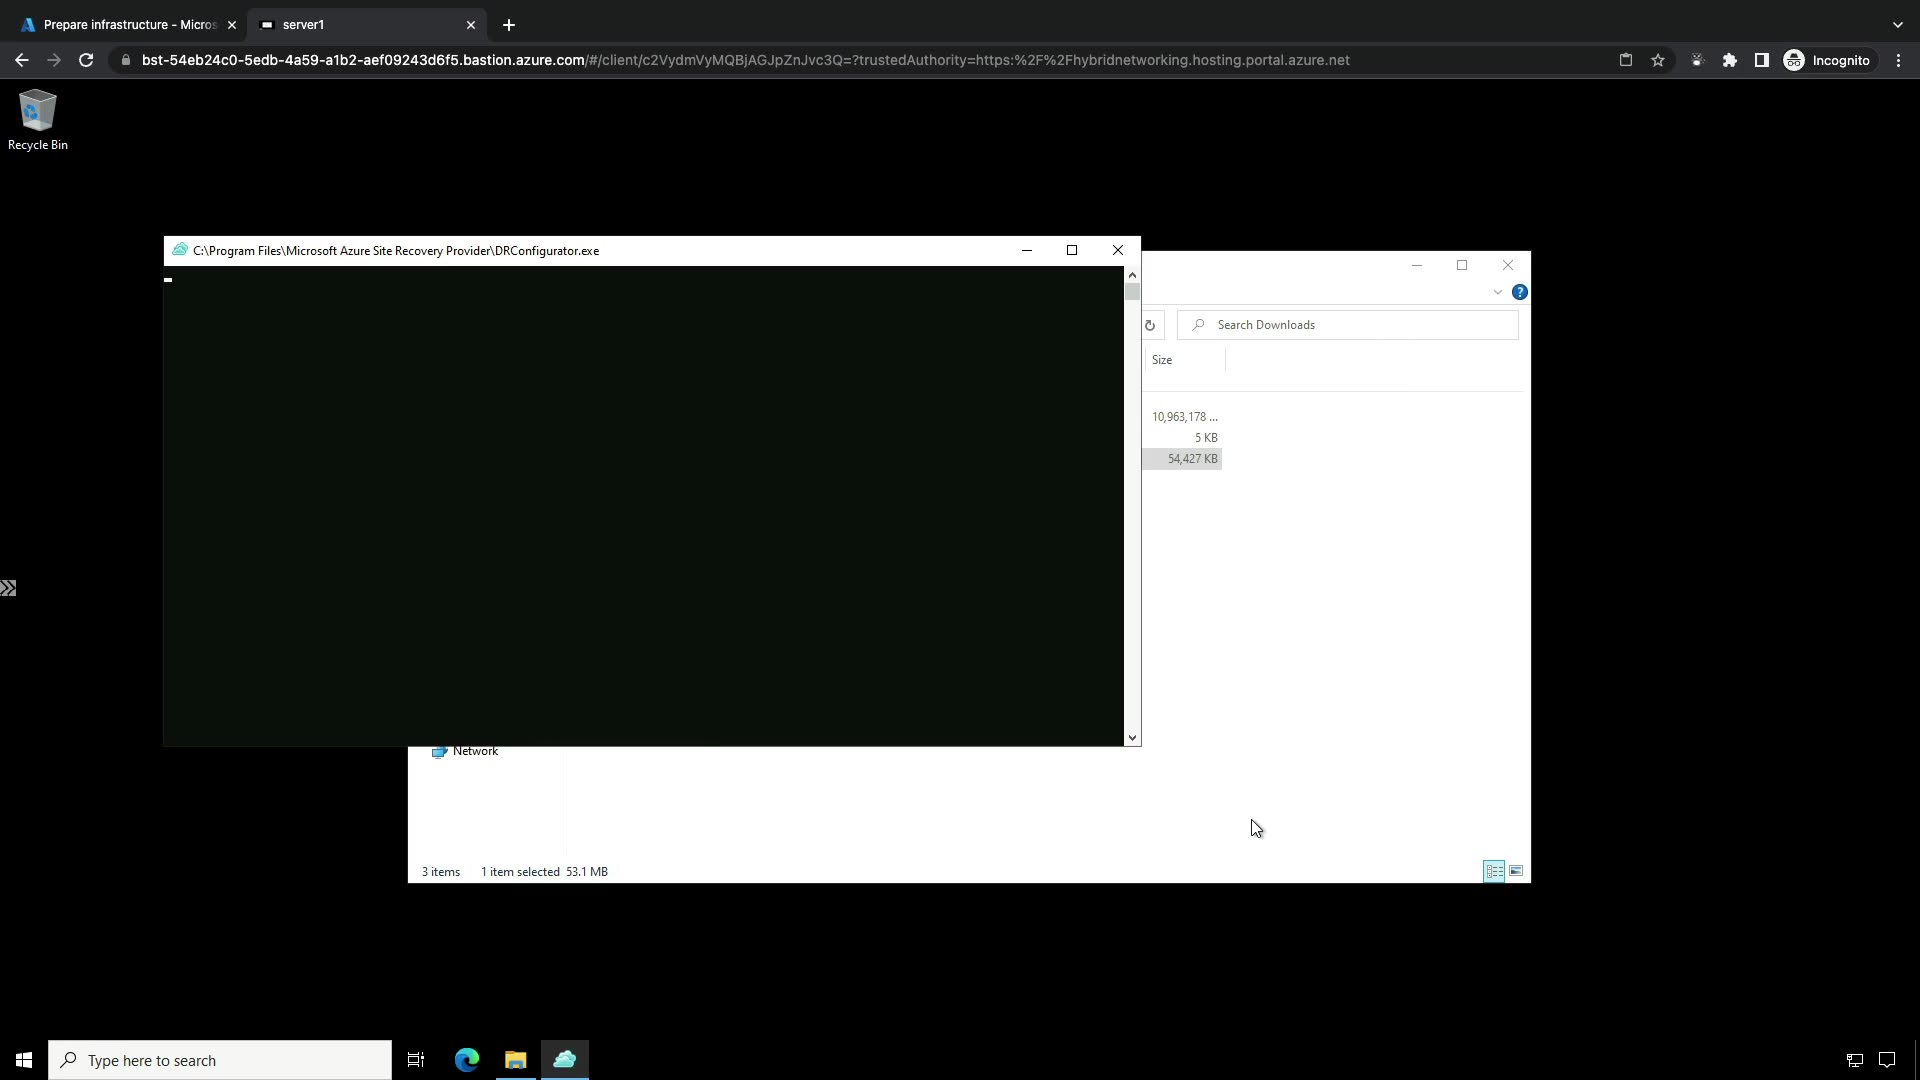 Prepare infrastructure - Micros
server1
bst-54eb24c0-5edb-4a59-a1b2-aef09243d6f5.bastion.azure.com/#/client/c2VydmVyMQBjAGJpZnJvc3Q=?trustedAuthority=https:%2F%2Fhybridnetworking.hosting.portal.azure.net
Incognito
Recycle Bin
C:\Program Files\Microsoft Azure Site Recovery Provider\DRConfigurator.exe
Search Downloads
Size
10,963,178 ...
5 KB
54,427 KB
Network
3 items 1 item selected 53.1 MB
Type here to search